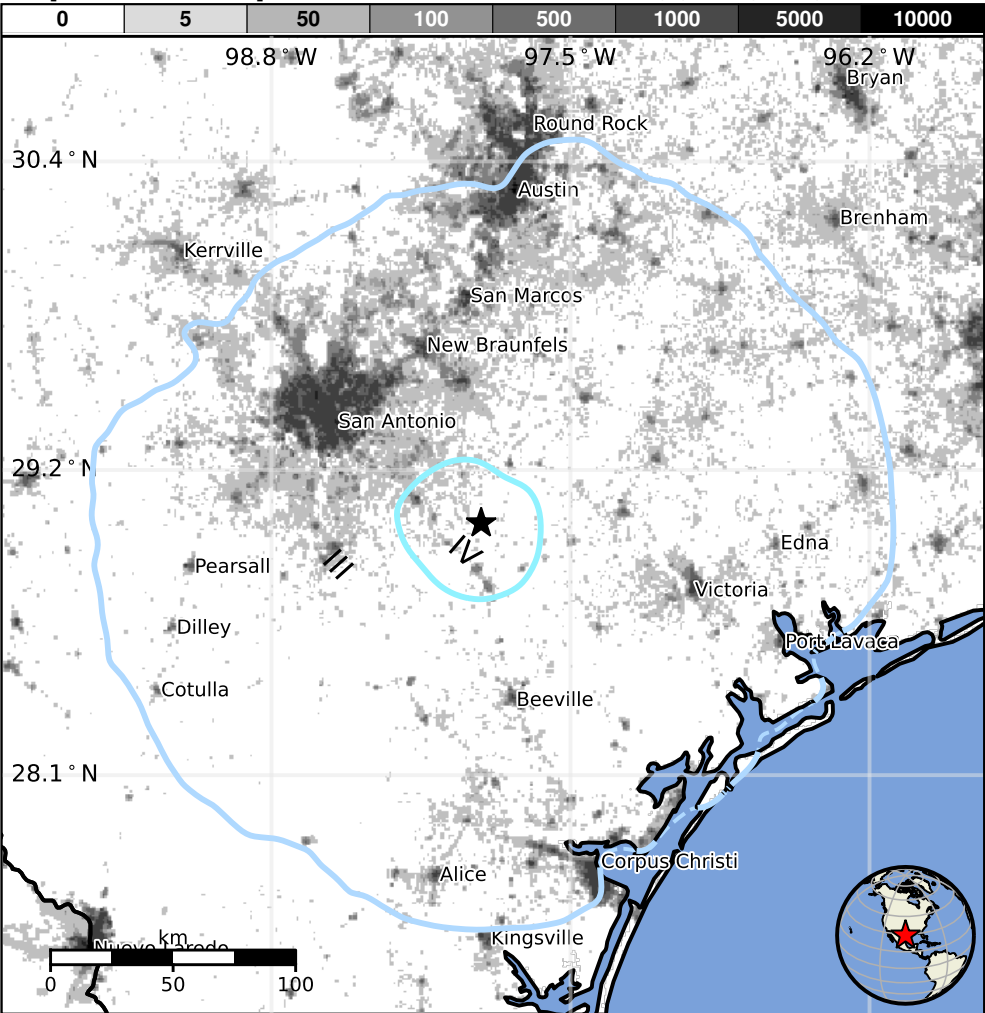 0 5 50 100 500 1000 5000 10000
98.8°W 97.5°W 96.2°W
Bryan
Round Rock
30.4°N
Austin
Brenham
Kerrville
San Marcos
New Braunfels
San Antonio
29.2°N
Edna
IV
III
Pearsall
Victoria
Dilley
Port Lavaca
Cotulla
Beeville
28.1°N
Corpus Christi
Alice
Kingsville
km
Nuevo Laredo
0 50 100